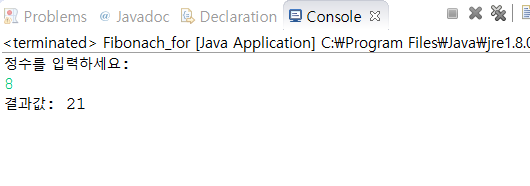 Problems @ Javadoc Declaration Console
<terminated> Fibonach_for [Java Application] C:₩Program Files₩Java₩jre1.8.0
정수를 입력하세요:
8
결과값: 21